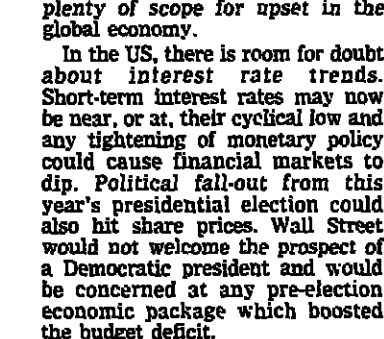 plenty of scope for upset in the
global economy.
In the US, there is room for doubt
about interest rate trends.
Short-term interest rates may now
be near, or at, their cyclical low and
any tightening of monetary policy
could cause financial markets to
dip. Political fall-out from this
year's presidential election could
also hit share prices. Wall Street
would not welcome the prospect of
a Democratic president and would
be concerned at any pre-election
economic package which boosted
the budget deficit.